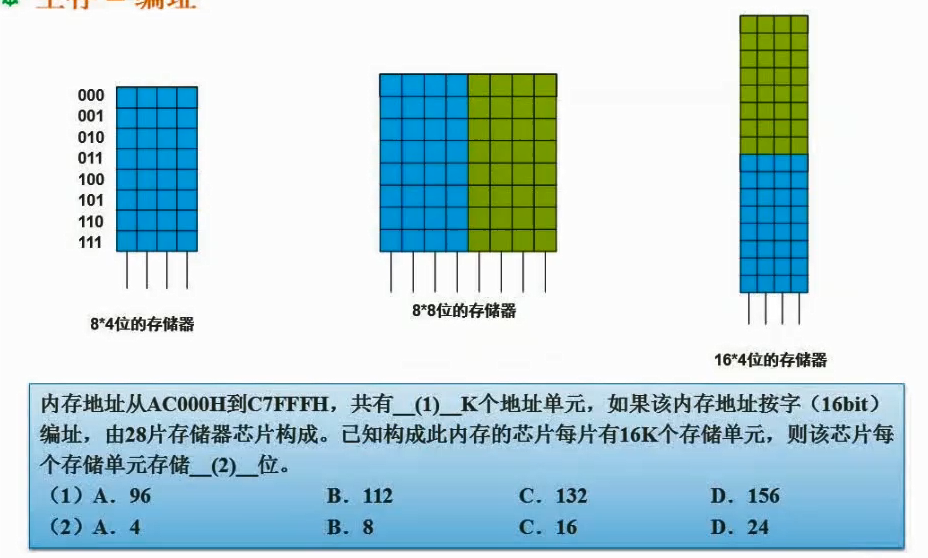 主存 - 编址
000
001
010
011
100
101
110
111
8*4位的存储器
8*8位的存储器
16*4位的存储器
内存地址从AC000H到C7FFFH，共有__(1)__K个地址单元，如果该内存地址按字（16bit）
编址，由28片存储器芯片构成。已知构成此内存的芯片每片有16K个存储单元，则该芯片每
个存储单元存储__(2)__位。
（1）A．96 B．112 C．132 D．156
（2）A．4 B．8 C．16 D．24